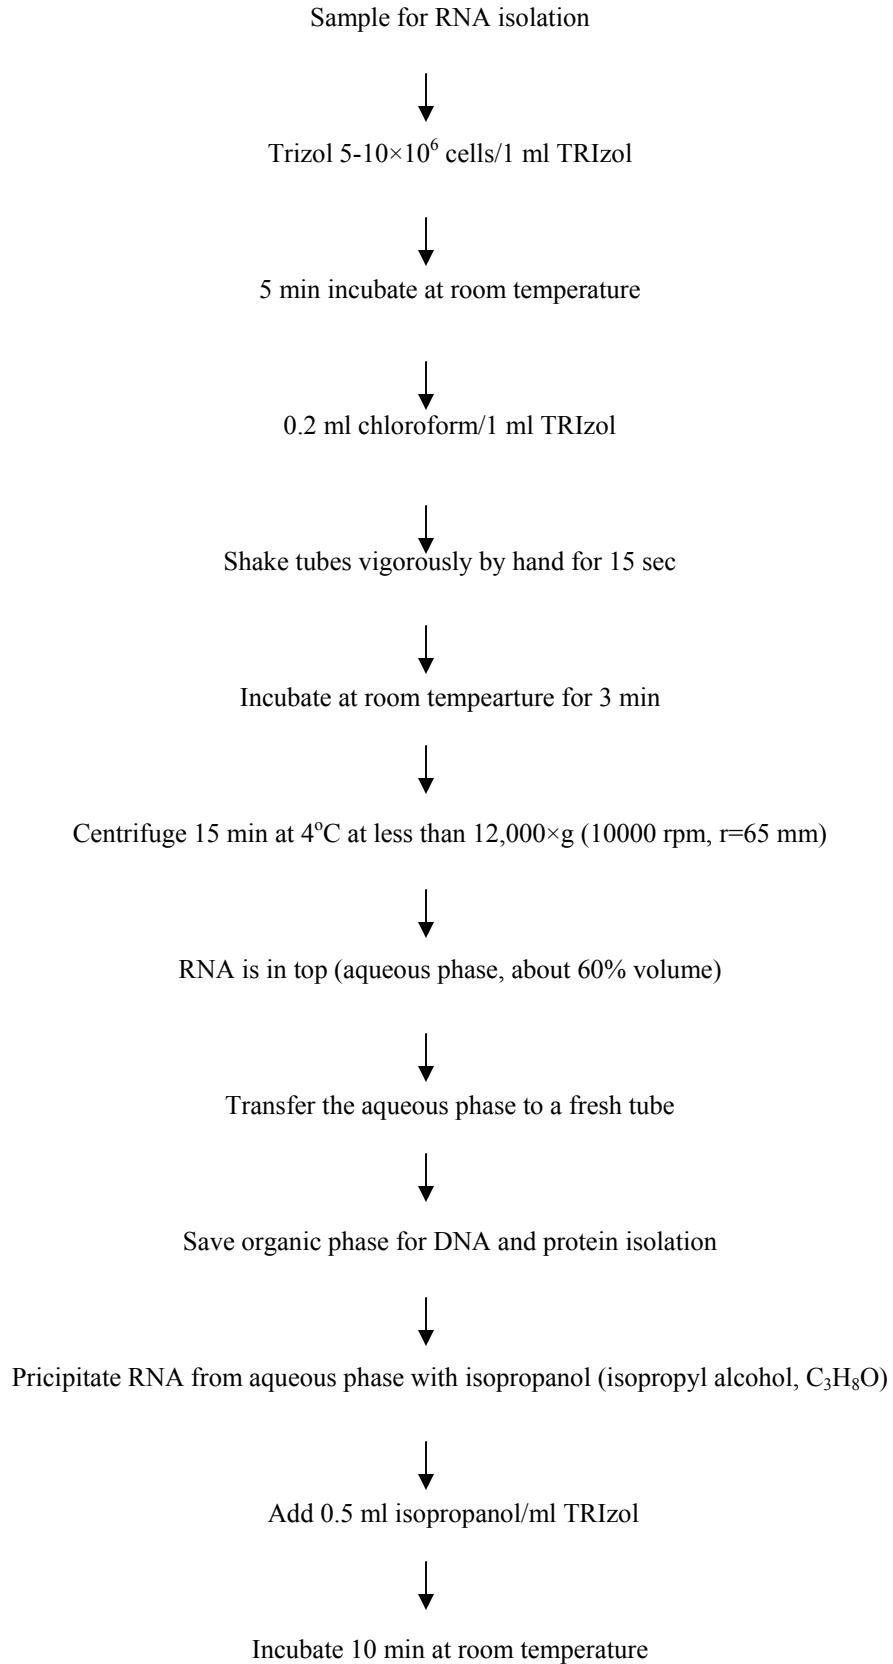 Sample for RNA isolation
Trizol 5-10×10⁶ cells/1 ml TRIzol
5 min incubate at room temperature
0.2 ml chloroform/1 ml TRIzol
Shake tubes vigorously by hand for 15 sec
Incubate at room tempearture for 3 min
Centrifuge 15 min at 4°C at less than 12,000×g (10000 rpm, r=65 mm)
RNA is in top (aqueous phase, about 60% volume)
Transfer the aqueous phase to a fresh tube
Save organic phase for DNA and protein isolation
Pricipitate RNA from aqueous phase with isopropanol (isopropyl alcohol, C₃H₈O)
Add 0.5 ml isopropanol/ml TRIzol
Incubate 10 min at room temperature